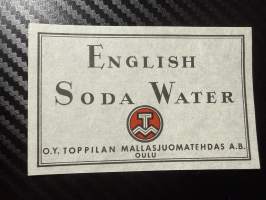 ENGLISH
SODA WATER
O.Y. TOPPILAN MALLASJUOMATEHDAS A.B.
OULU